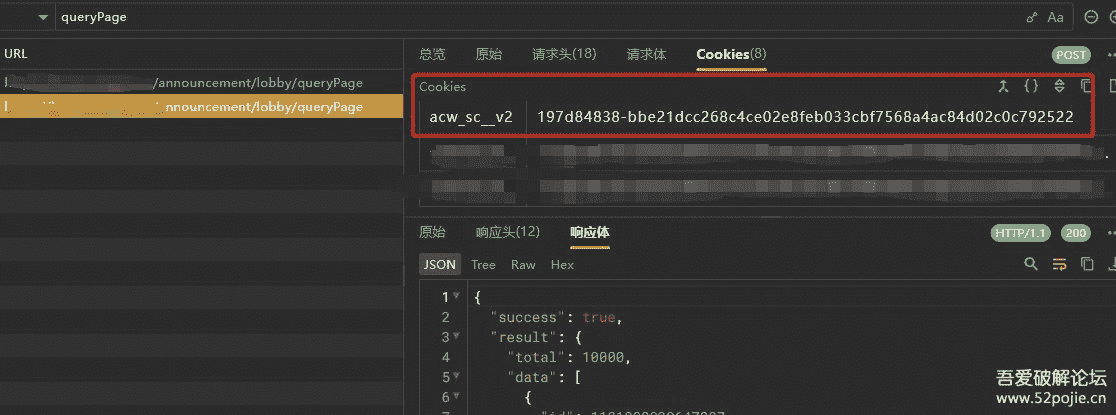 queryPage
Aa
URL
/announcement/lobby/queryPage
announcement/lobby/queryPage
总览 原始 请求头(18) 请求体 Cookies(8) POST
Cookies
acw_sc__v2 197d84838-bbe21dcc268c4ce02e8feb033cbf7568a4ac84d02c0c792522
原始 响应头(12) 响应体 HTTP/1.1 200
JSON Tree Raw Hex
1 {
2 "success": true,
3 "result": {
4 "total": 10000,
5 "data": [
6 {
吾爱破解论坛
www.52pojie.cn